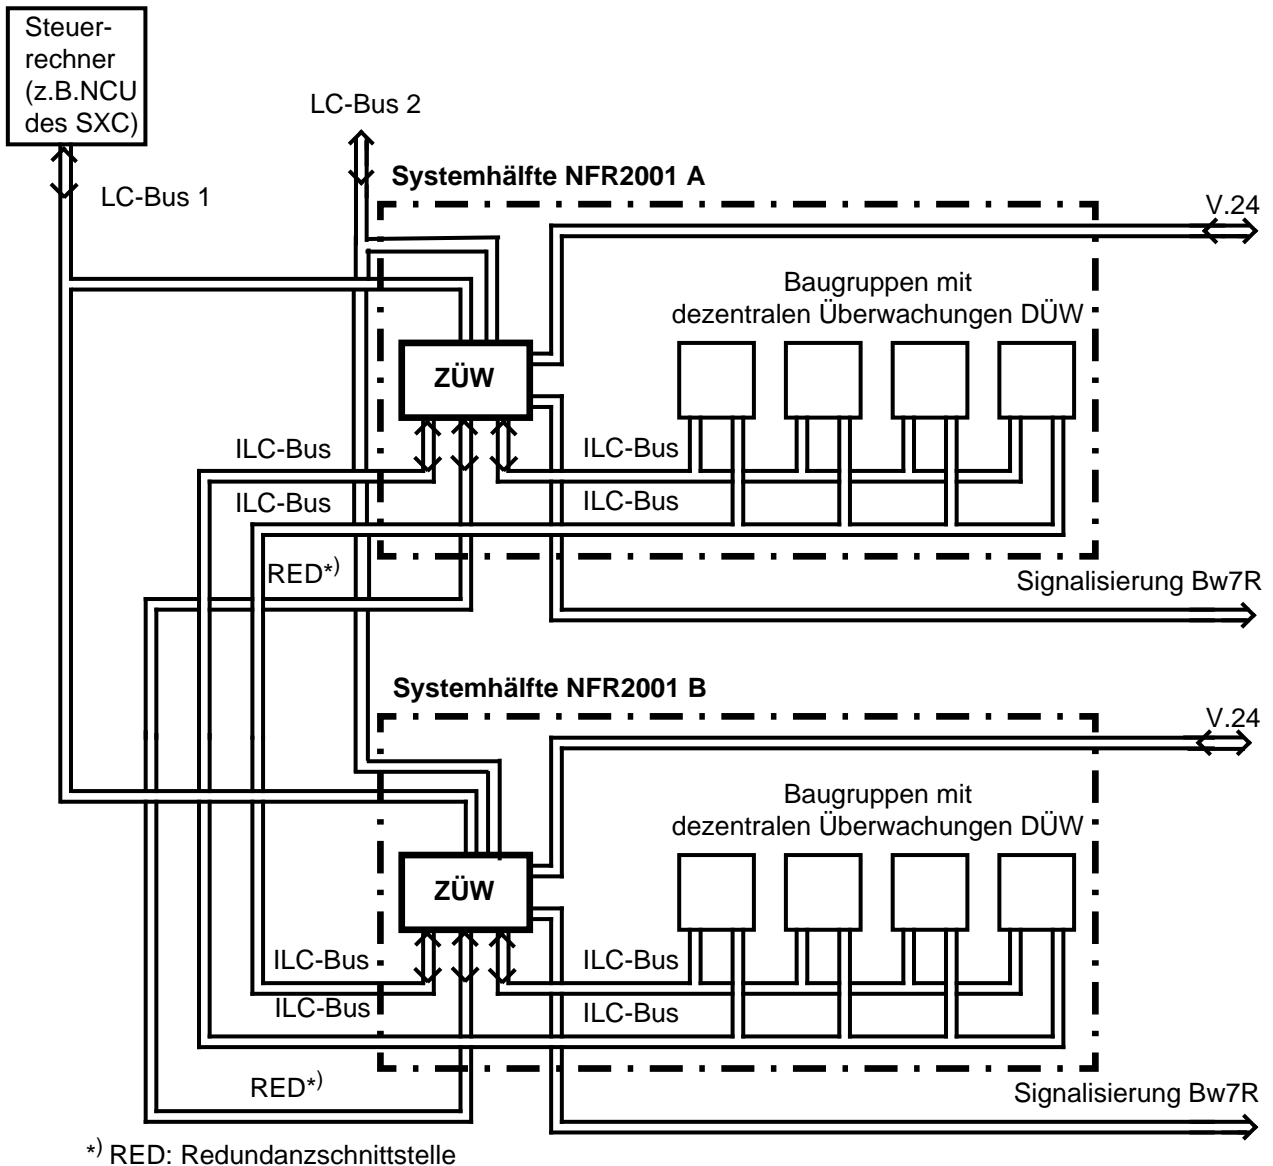 Steuer-
rechner
(z.B.NCU
des SXC)
LC-Bus 2
LC-Bus 1
Systemhälfte NFR2001 A
V.24
Baugruppen mit
dezentralen Überwachungen DÜW
ZÜW
ILC-Bus
ILC-Bus
ILC-Bus
ILC-Bus
RED*)
Signalisierung Bw7R
Systemhälfte NFR2001 B
V.24
Baugruppen mit
dezentralen Überwachungen DÜW
ZÜW
ILC-Bus
ILC-Bus
ILC-Bus
ILC-Bus
RED*)
Signalisierung Bw7R
*) RED: Redundanzschnittstelle